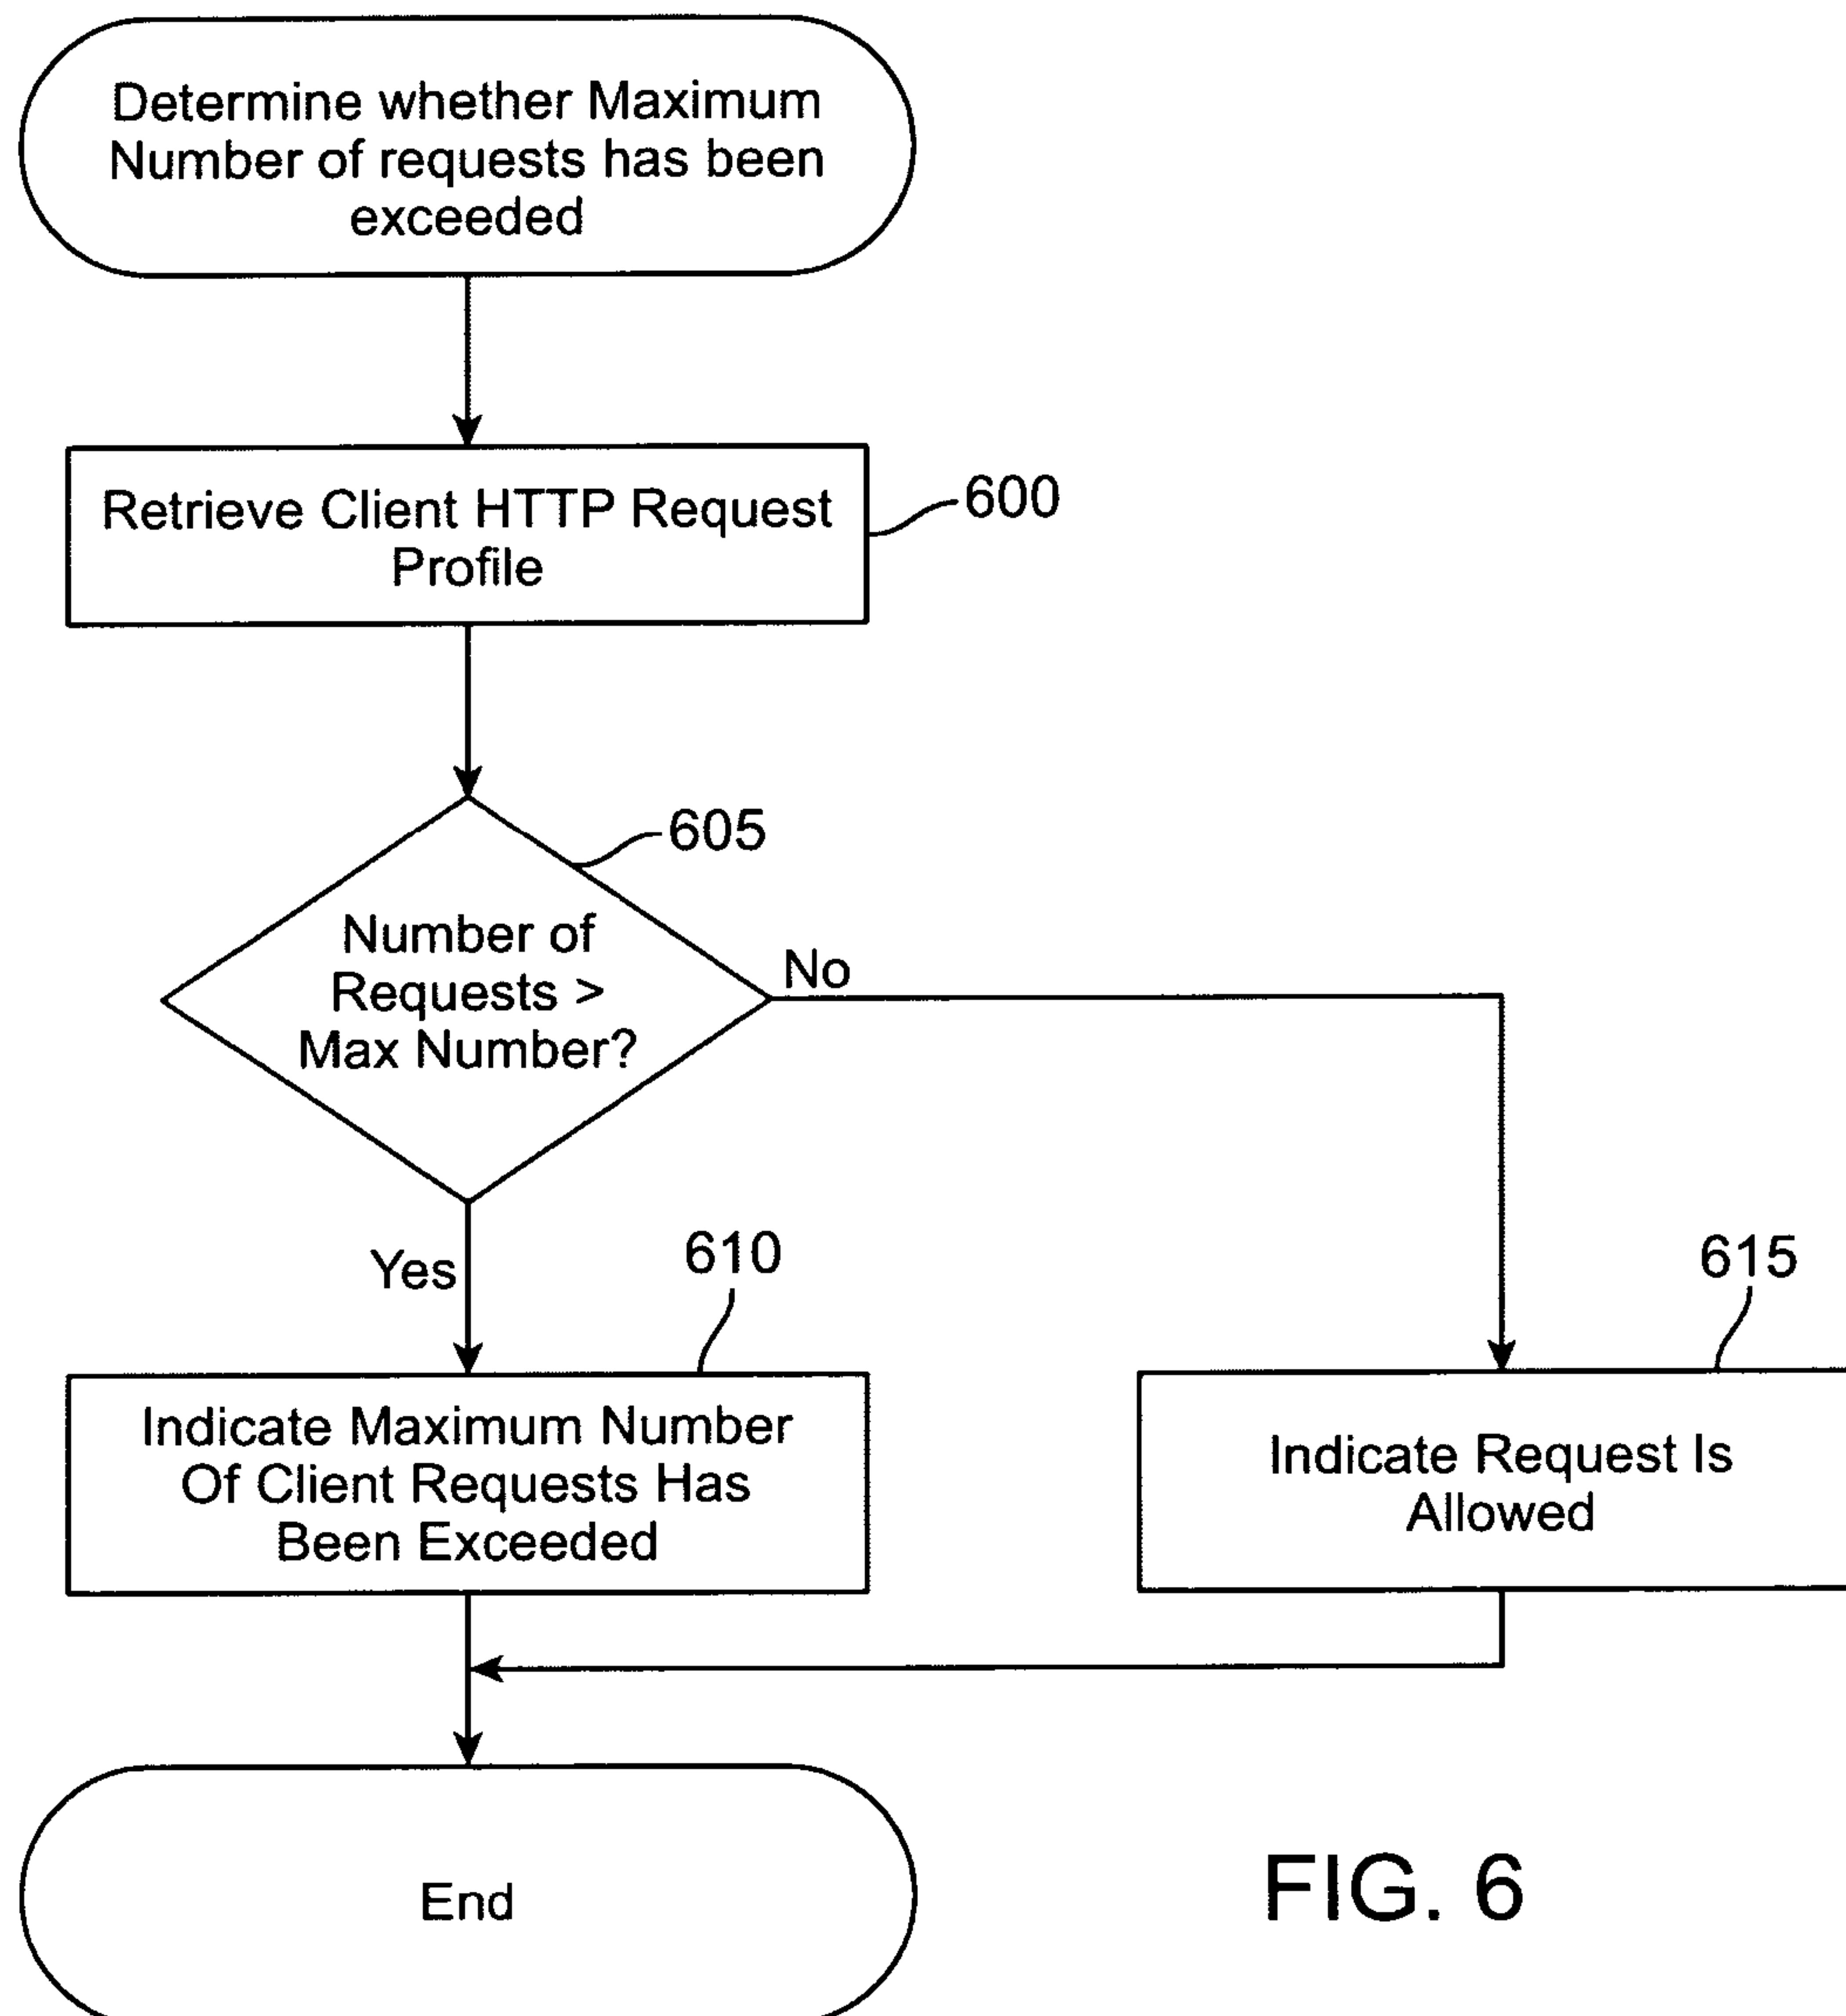 Determine whether Maximum
Number of requests has been
exceeded
Retrieve Client HTTP Request
Profile
600
605
Number of
Requests >
Max Number?
No
Yes
610
615
Indicate Maximum Number
Of Client Requests Has
Been Exceeded
Indicate Request Is
Allowed
End
FIG. 6